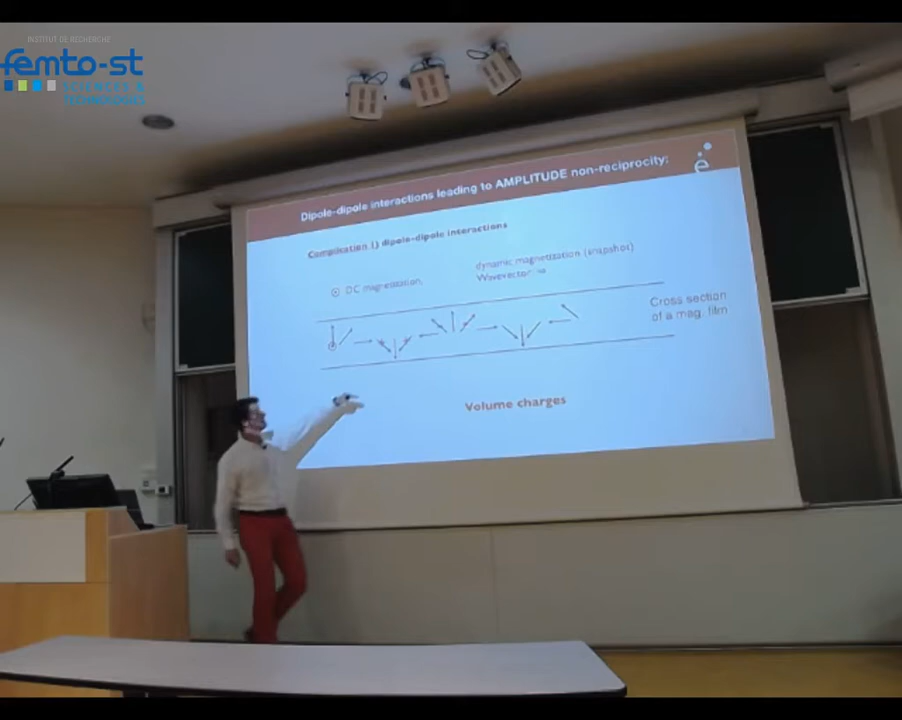 INSTITUT DE RECHERCHE
femto-st
SCIENCES &
TECHNOLOGIES
Dipole-dipole interactions leading to AMPLITUDE non-reciprocity:
Complication () dipole-dipole interactions
dynamic magnetization (snapshot)
Wavevector
DC magnetization.
Cross section
of a mag. film
Volume charges